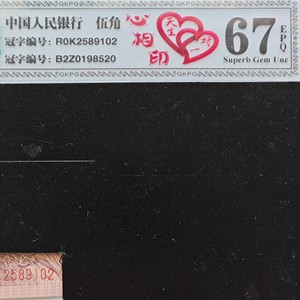 中国人民银行 伍角
冠字编号: R0K2589102
冠字编号: B2Z0198520
心心相印
天生
一
67
EPQ
Superb Gem Unc
2589102